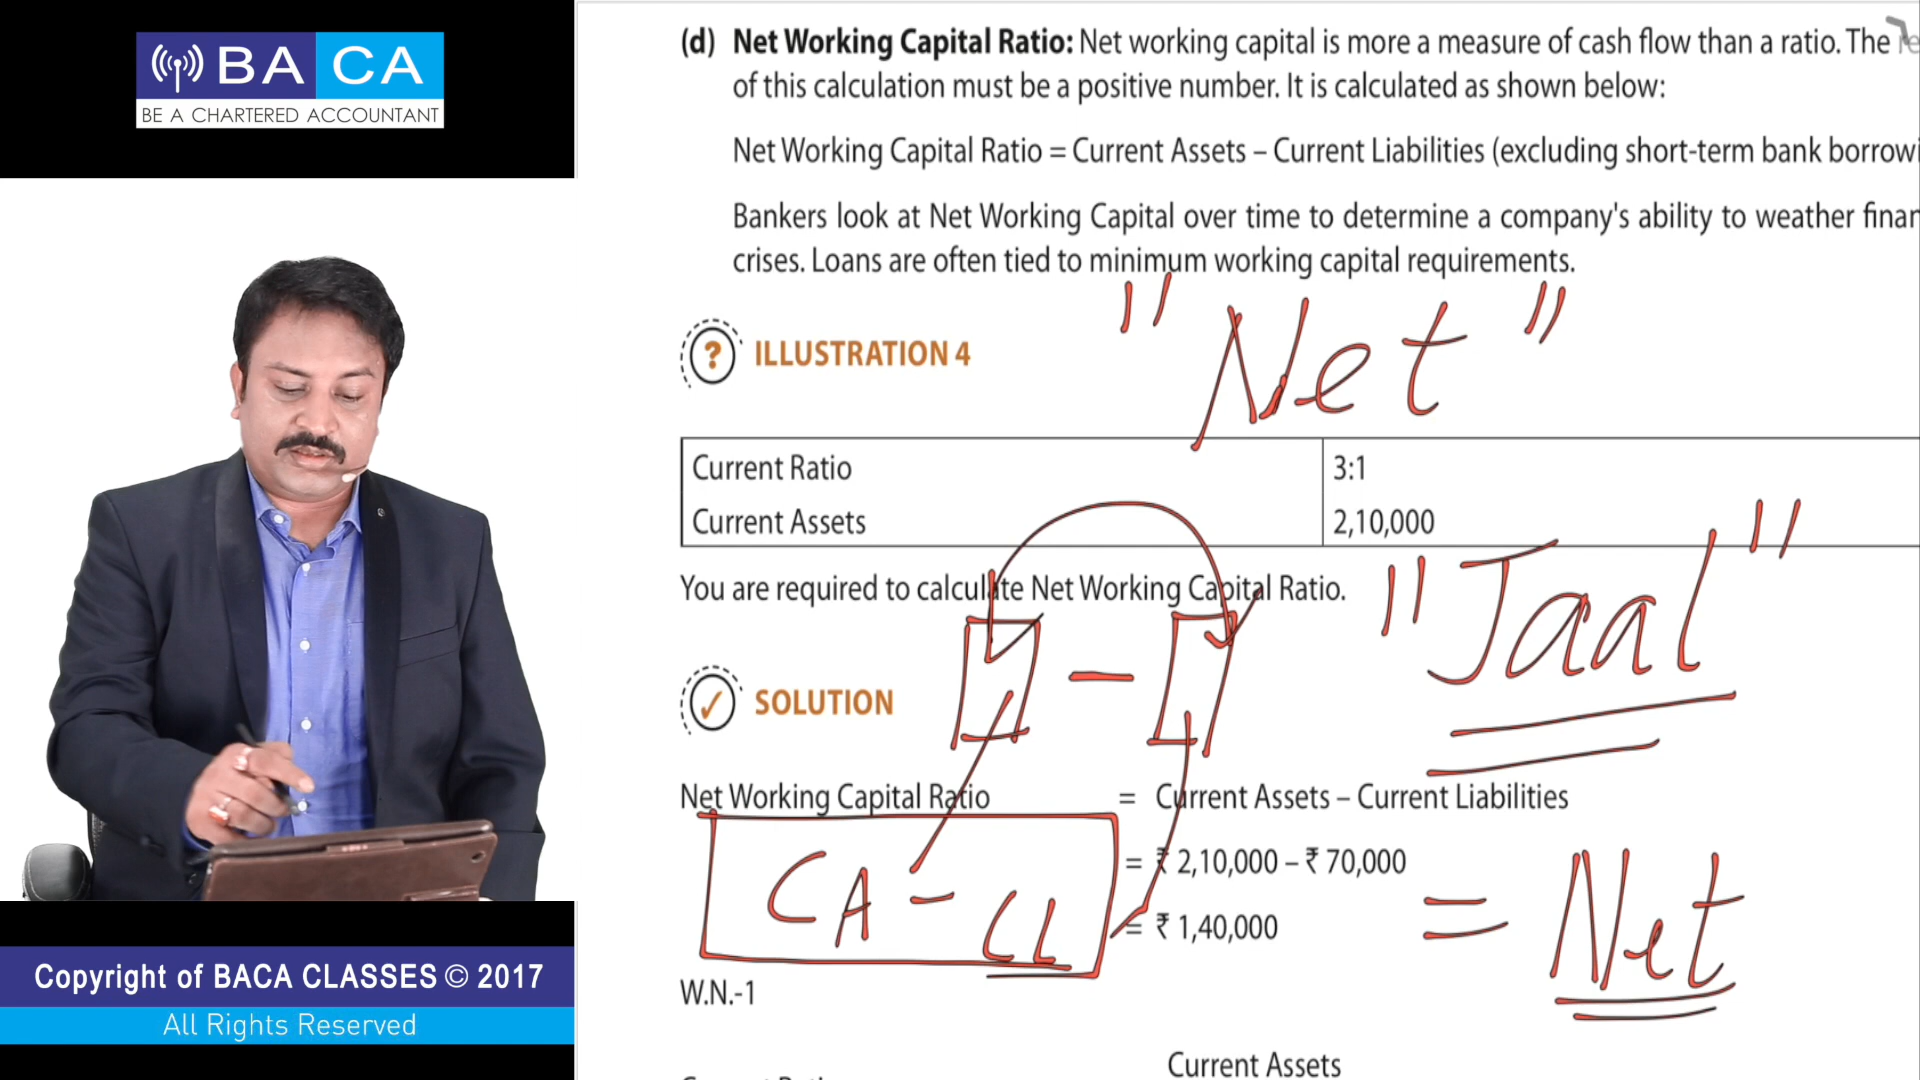 BACA
BE A CHARTERED ACCOUNTANT
(d) Net Working Capital Ratio: Net working capital is more a measure of cash flow than a ratio. The
of this calculation must be a positive number. It is calculated as shown below:
Net Working Capital Ratio = Current Assets – Current Liabilities (excluding short-term bank
Bankers look at Net Working Capital over time to determine a company's ability to weather
crises. Loans are often tied to minimum working capital requirements.
"Net"
? ILLUSTRATION 4
Current Ratio 3:1
Current Assets 2,10,000
You are required to calculate Net Working Capital Ratio.
"Jaal"
✓ SOLUTION
Net Working Capital Ratio = Current Assets – Current Liabilities
= ₹ 2,10,000 – ₹ 70,000
CA - CL
= ₹ 1,40,000
= Net
W.N.-1
Current Assets
Copyright of BACA CLASSES © 2017
All Rights Reserved